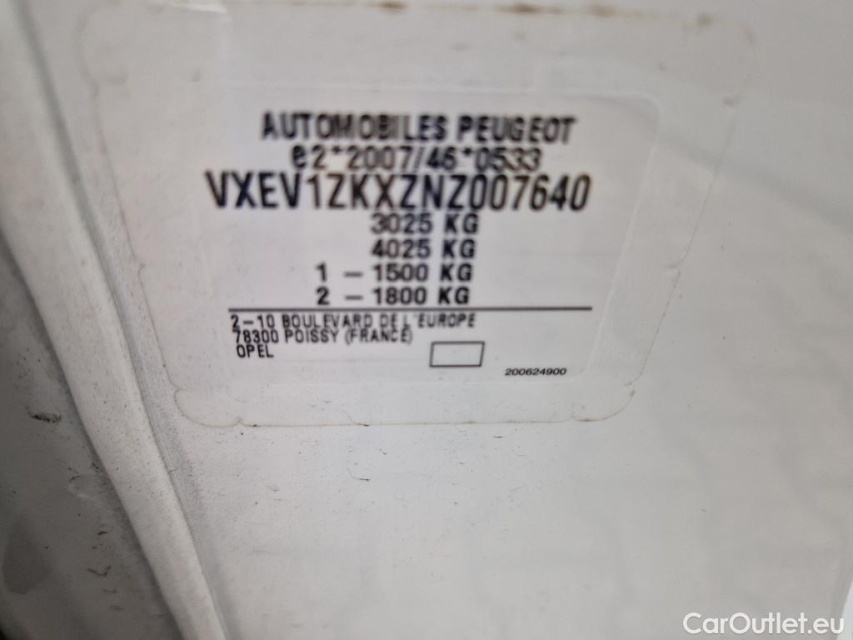 AUTOMOBILES PEUGEOT
e2*2007/46*0533
VXEV1ZKXZNZ007640
3025 KG
4025 KG
1 - 1500 KG
2 - 1800 KG
2-10 BOULEVARD DE L'EUROPE
78300 POISSY (FRANCE)
OPEL
200624900
CarOutlet.eu